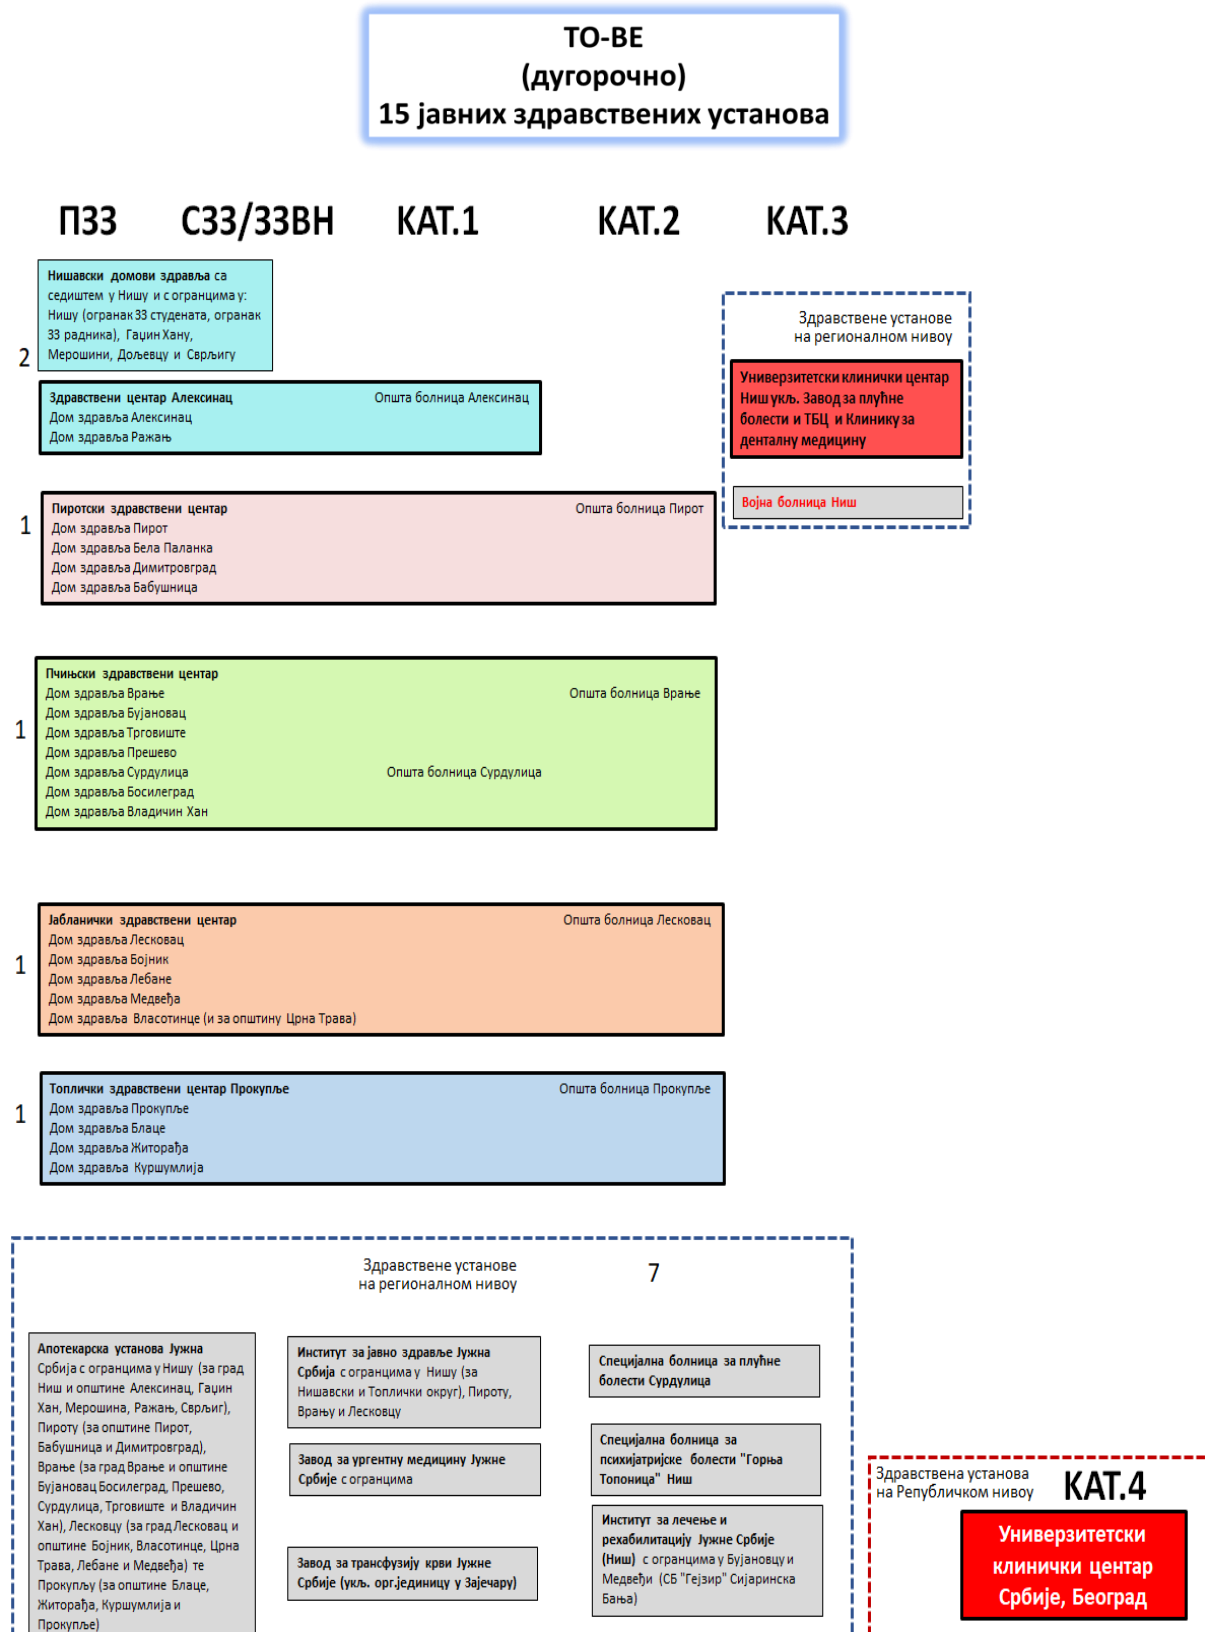 ТО-BE
(дугорочно)
15 јавних здравствених установа
ПЗЗ СЗЗ/ЗЗВН КАТ.1 КАТ.2 КАТ.3
Нишавски домови здравља са
седиштем у Нишу и с огранцима у:
Нишу (огранак ЗЗ студената, огранак
ЗЗ радника), Гаџин Хану,
Мерошини, Дољевцу и Сврљигу
2
Здравствени центар Алексинац Општа болница Алексинац
Дом здравља Алексинац
Дом здравља Ражањ
Здравствене установе
на регионалном нивоу
Универзитетски клинички центар
Ниш укљ. Завод за плућне
болести и ТБЦ и Клинику за
денталну медицину
Војна болница Ниш
1
Пиротски здравствени центар Општа болница Пирот
Дом здравља Пирот
Дом здравља Бела Паланка
Дом здравља Димитровград
Дом здравља Бабушница
1
Пчињски здравствени центар
Дом здравља Врање Општа болница Врање
Дом здравља Бујановац
Дом здравља Трговиште
Дом здравља Прешево
Дом здравља Сурдулица Општа болница Сурдулица
Дом здравља Босилеград
Дом здравља Владичин Хан
1
Јабланички здравствени центар Општа болница Лесковац
Дом здравља Лесковац
Дом здравља Бојник
Дом здравља Лебане
Дом здравља Медвеђа
Дом здравља Власотинце (и за општину Црна Трава)
1
Топлички здравствени центар Прокупље Општа болница Прокупље
Дом здравља Прокупље
Дом здравља Блаце
Дом здравља Житорађа
Дом здравља Куршумлија
Здравствене установе
на регионалном нивоу
7
Апотекарска установа Јужна
Србија с огранцима у Нишу (за град
Ниш и општине Алексинац, Гаџин
Хан, Мерошина, Ражањ, Сврљиг),
Пироту (за општине Пирот,
Бабушница и Димитровград),
Врање (за град Врање и општине
Бујановац Босилеград, Прешево,
Сурдулица, Трговиште и Владичин
Хан), Лесковцу (за град Лесковац и
општине Бојник, Власотинце, Црна
Трава, Лебане и Медвеђа) те
Прокупљу (за општине Блаце,
Житорађа, Куршумлија и
Прокупље)
Институт за јавно здравље Јужна
Србија с огранцима у Нишу (за
Нишавски и Топлички округ), Пироту,
Врању и Лесковцу
Завод за ургентну медицину Јужне
Србије с огранцима
Завод за трансфузију крви Јужне
Србије (укљ. орг.јединицу у Зајечару)
Специјална болница за плућне
болести Сурдулица
Специјална болница за
психијатријске болести "Горња
Топоница" Ниш
Институт за лечење и
рехабилитацију Јужне Србије
(Ниш) с огранцима у Бујановцу и
Медвеђи (СБ "Гејзир" Сијаринска
Бања)
Здравствена установа
на Републичком нивоу
КАТ.4
Универзитетски
клинички центар
Србије, Београд